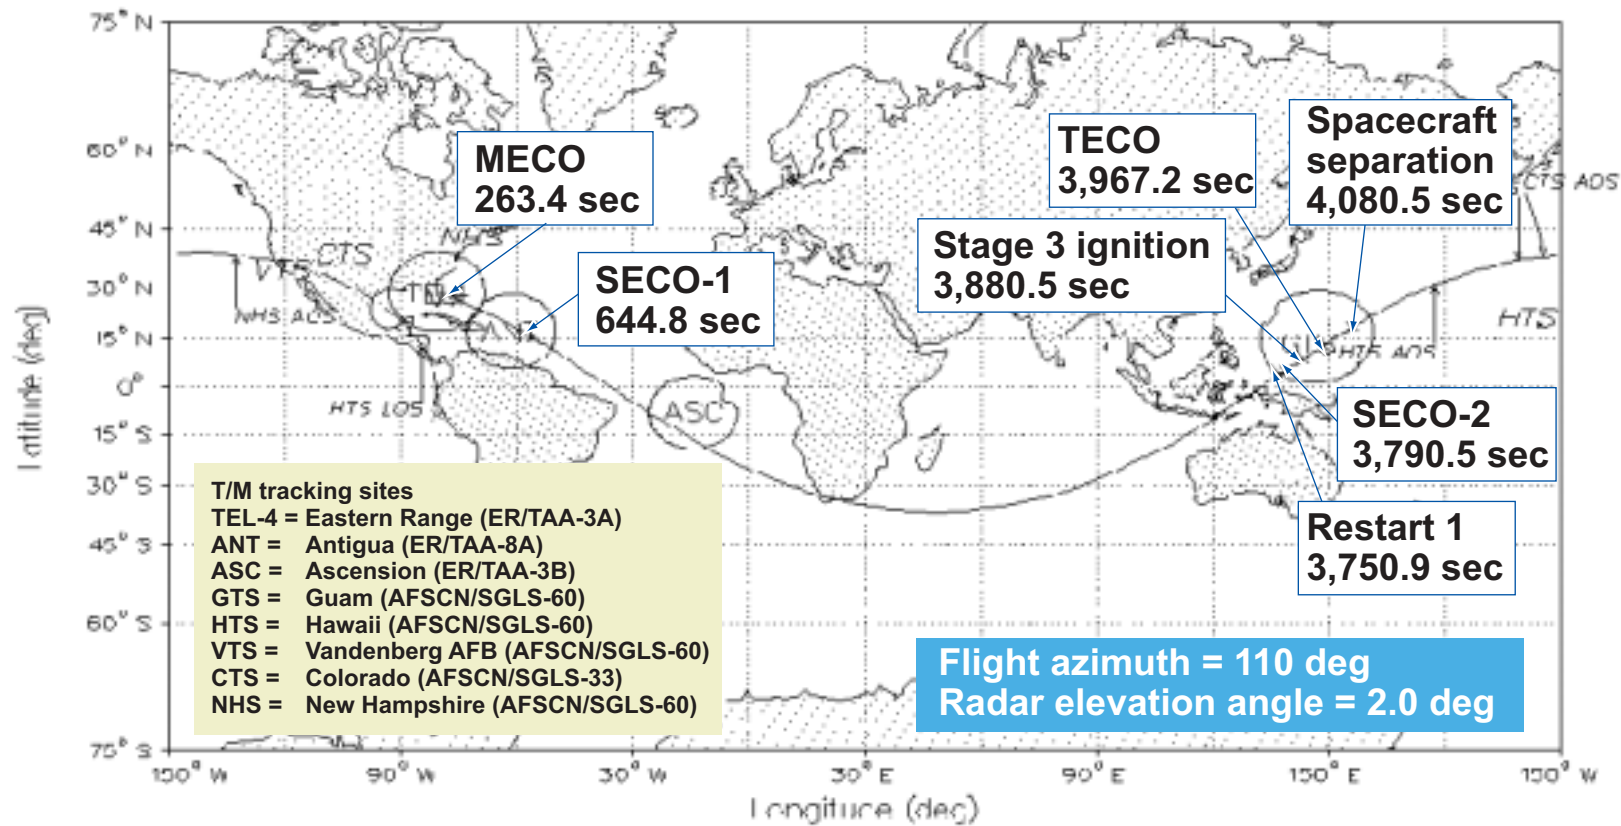 75° N
60° N
45° N
30° N
15° N
0°
15° S
30° S
45° S
60° S
75° S
Latitude (deg)
150° W
90° W
30° W
30° E
90° E
150° E
150° W
Longitude (deg)
MECO
263.4 sec
SECO-1
644.8 sec
TECO
3,967.2 sec
Spacecraft
separation
4,080.5 sec
Stage 3 ignition
3,880.5 sec
SECO-2
3,790.5 sec
Restart 1
3,750.9 sec
CTS
NHS
NHS AOS
HTS LOS
ASC
HTS AOS
HTS
CTS AOS
T/M tracking sites
TEL-4 = Eastern Range (ER/TAA-3A)
ANT = Antigua (ER/TAA-8A)
ASC = Ascension (ER/TAA-3B)
GTS = Guam (AFSCN/SGLS-60)
HTS = Hawaii (AFSCN/SGLS-60)
VTS = Vandenberg AFB (AFSCN/SGLS-60)
CTS = Colorado (AFSCN/SGLS-33)
NHS = New Hampshire (AFSCN/SGLS-60)
Flight azimuth = 110 deg
Radar elevation angle = 2.0 deg